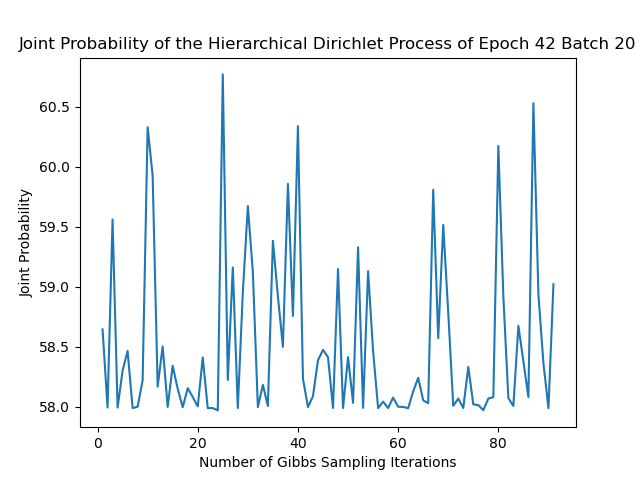 Joint Probability of the Hierarchical Dirichlet Process of Epoch 42 Batch 20
60.5
60.0
59.5
59.0
58.5
58.0
Joint Probability
0 20 40 60 80
Number of Gibbs Sampling Iterations